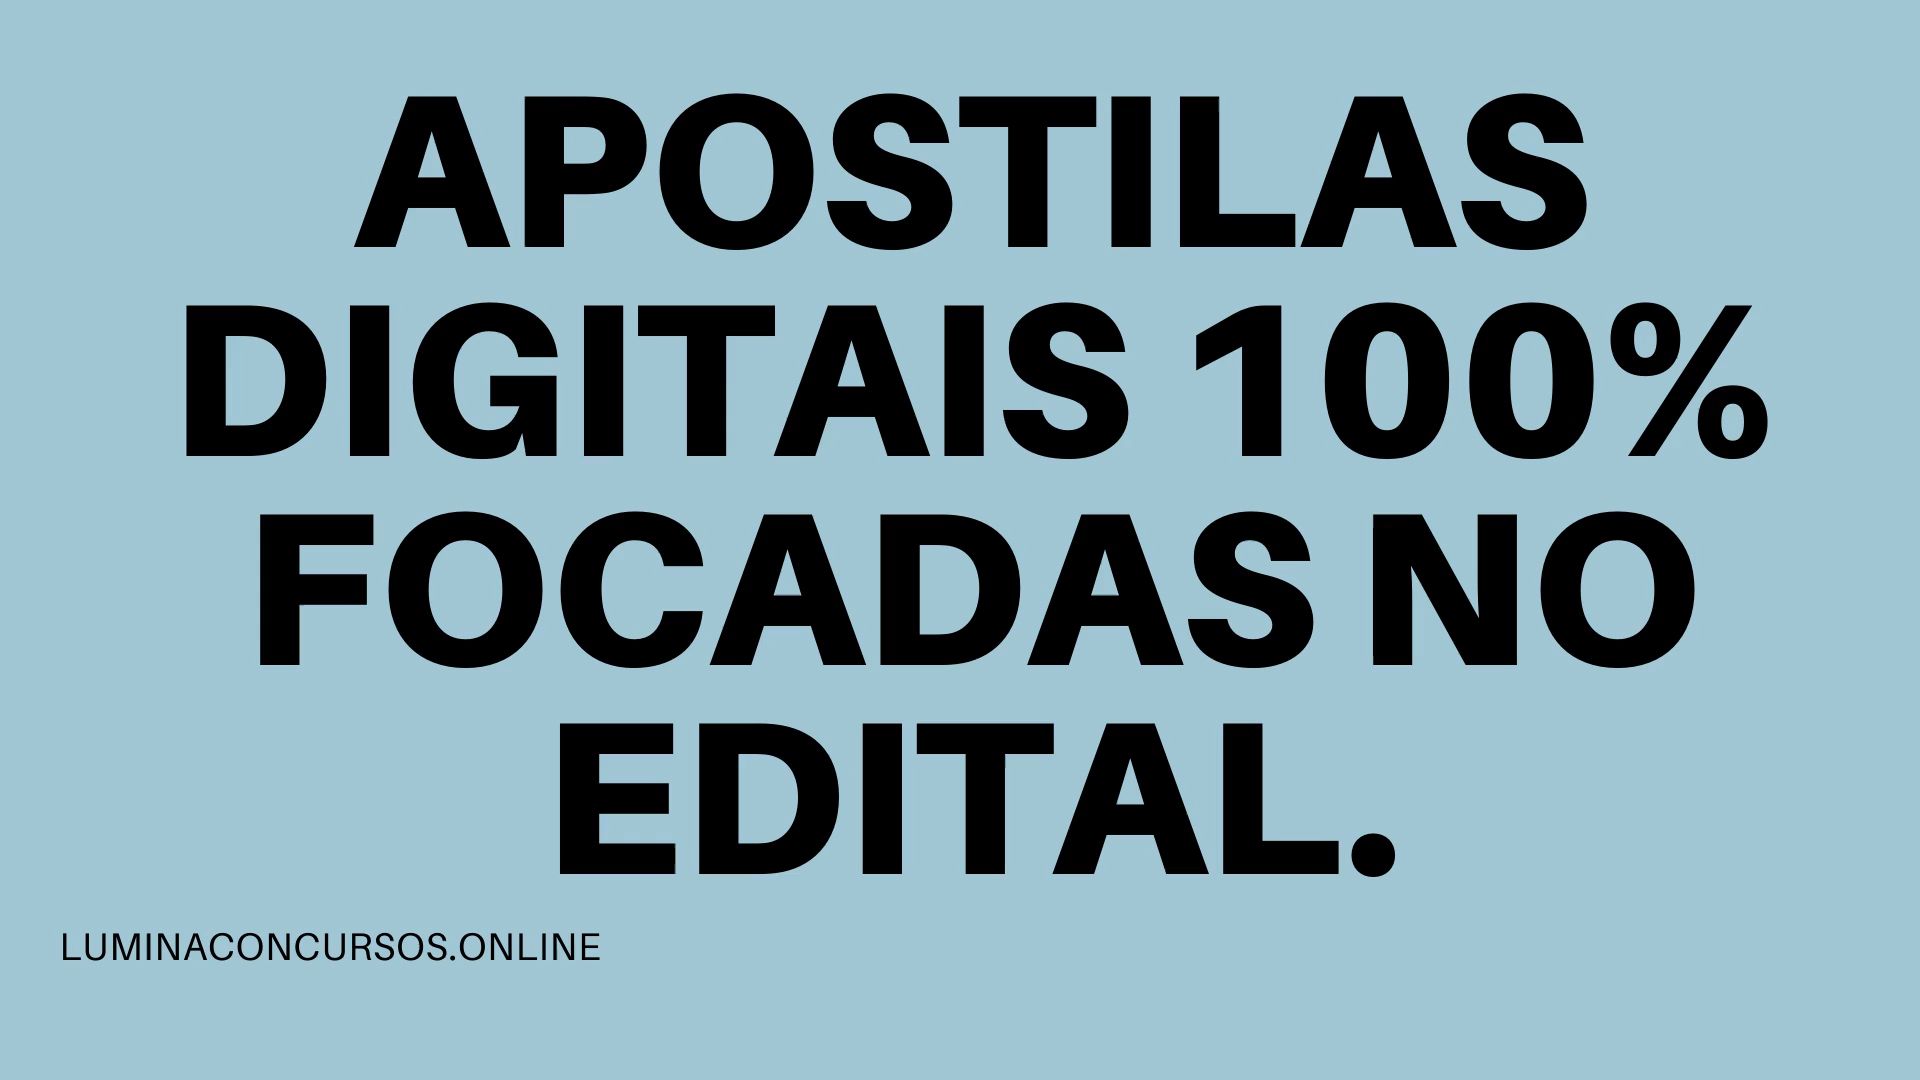 APOSTILAS
DIGITAIS 100%
FOCADAS NO
EDITAL.
LUMINACONCURSOS.ONLINE